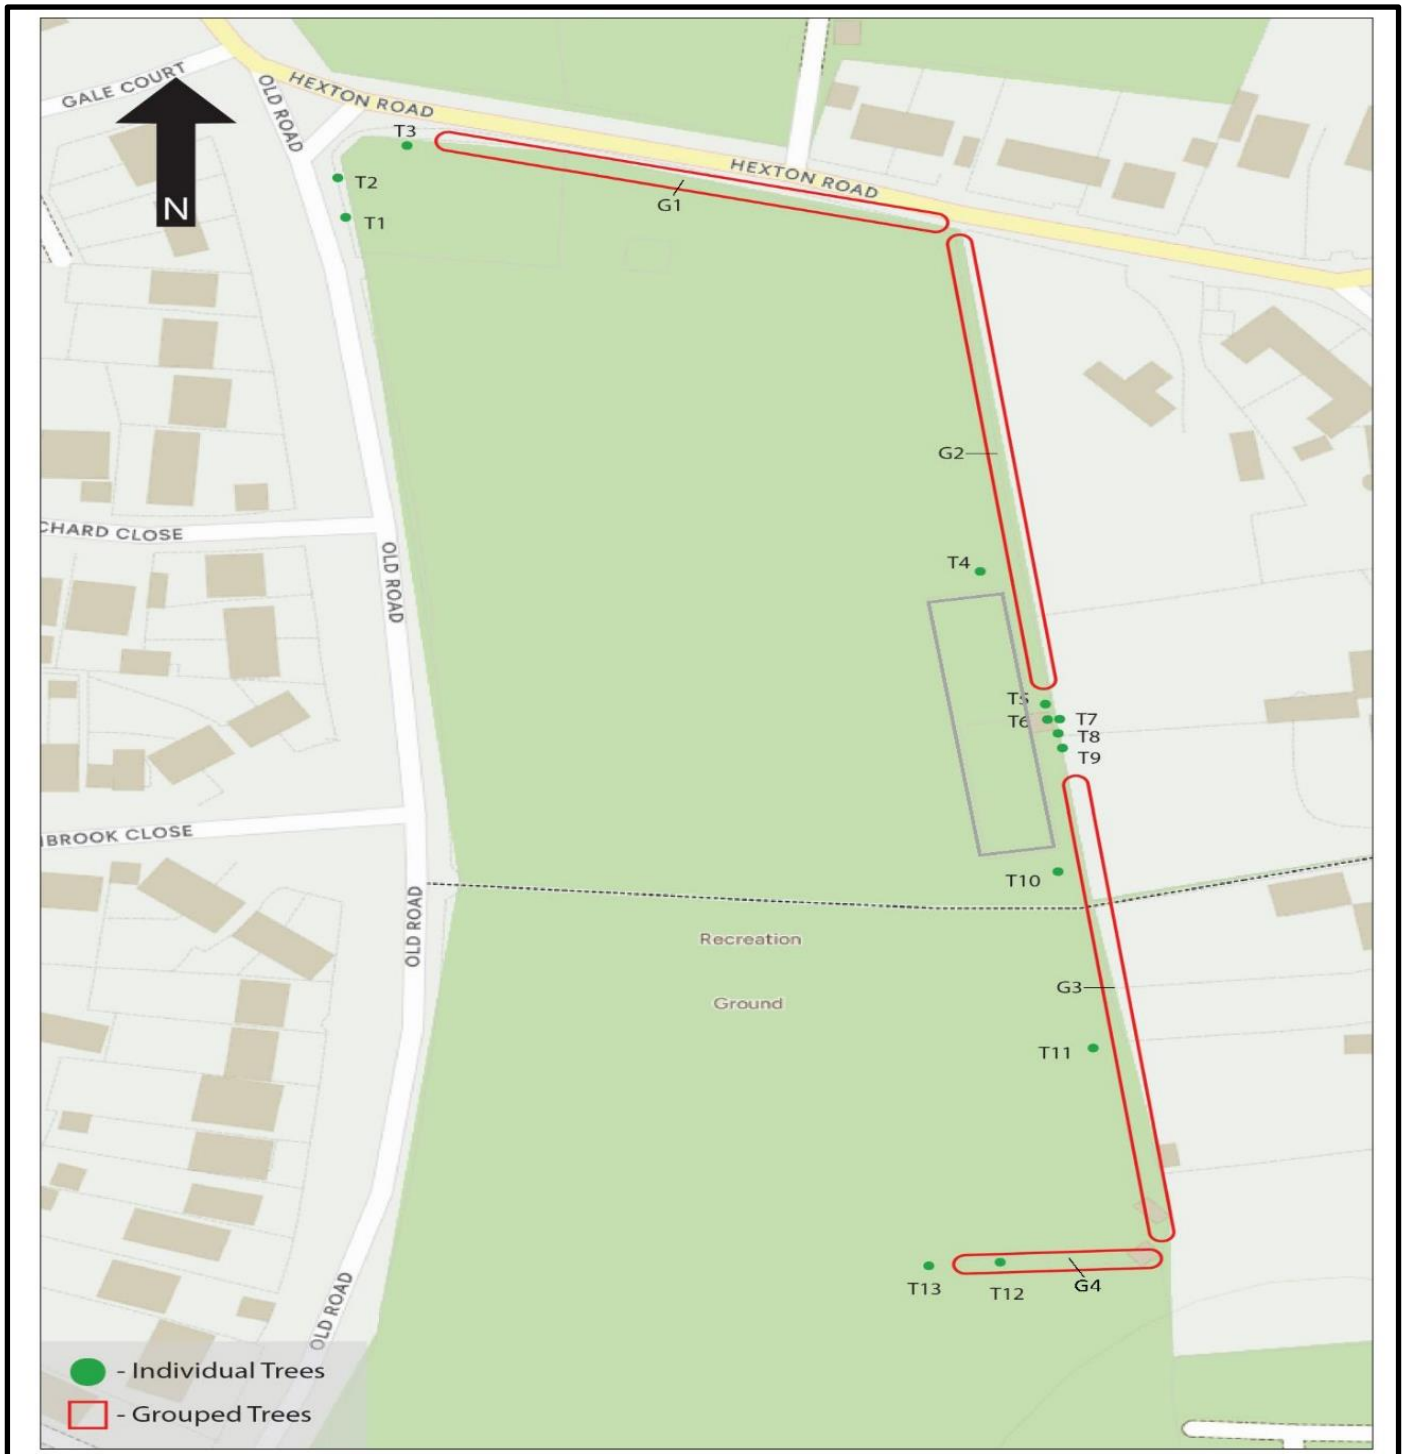 GALE COURT
OLD ROAD
HEXTON ROAD
N
T3
T2
T1
G1
HEXTON ROAD
G2
CHARD CLOSE
OLD ROAD
T4
T5
T6
T7
T8
T9
IBROOK CLOSE
OLD ROAD
T10
Recreation
Ground
G3
T11
T13
T12
G4
OLD ROAD
- Individual Trees
- Grouped Trees